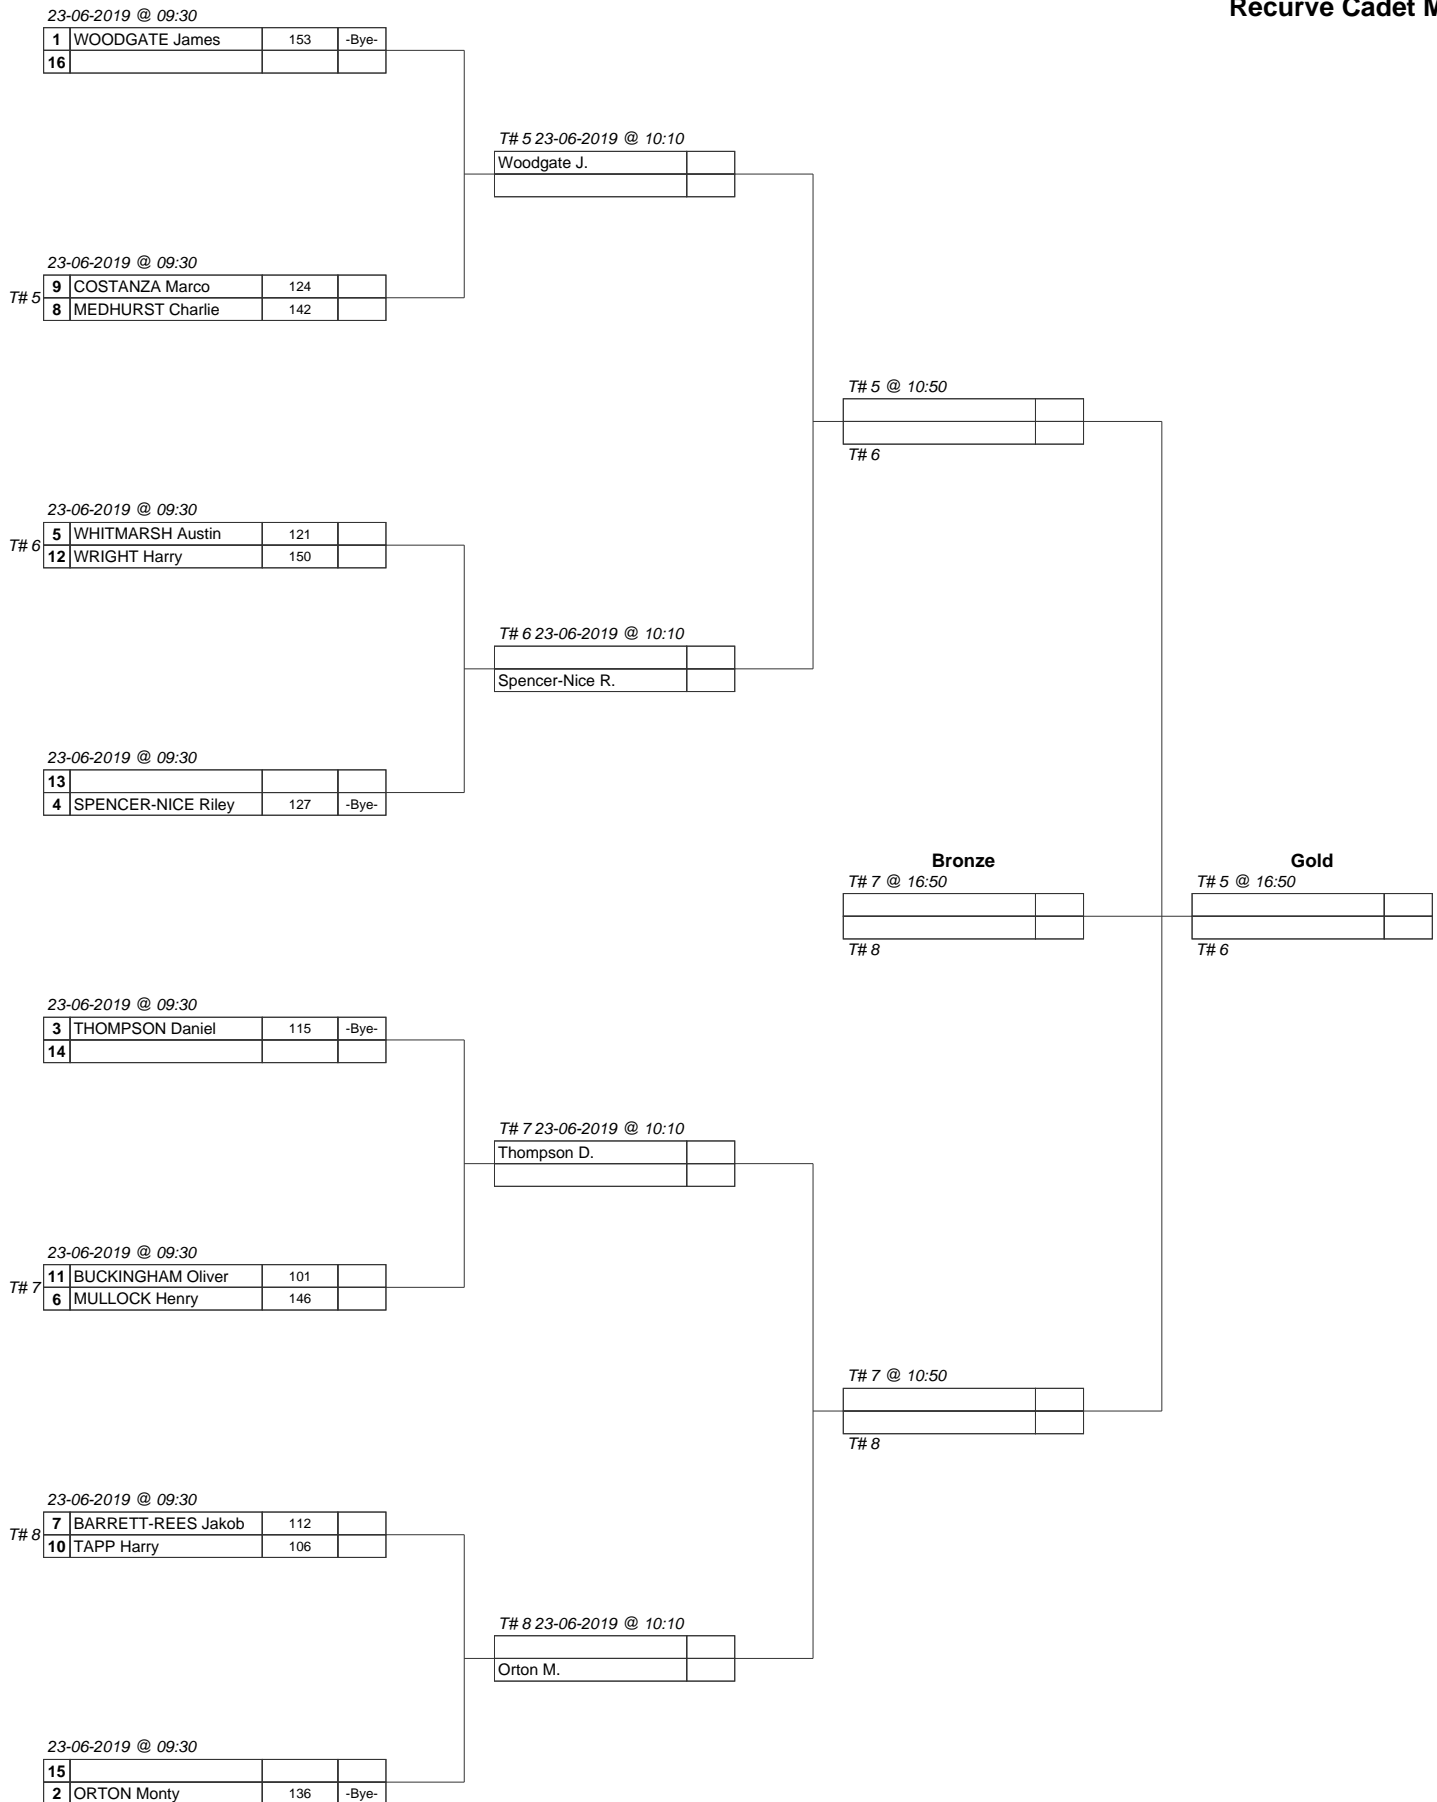 Recurve Cadet M
23-06-2019 @ 09:30
1 WOODGATE James 153 -Bye-
16
T# 5 23-06-2019 @ 10:10
Woodgate J.
23-06-2019 @ 09:30
T# 5
9 COSTANZA Marco 124
8 MEDHURST Charlie 142
T# 5 @ 10:50
T# 6
23-06-2019 @ 09:30
T# 6
5 WHITMARSH Austin 121
12 WRIGHT Harry 150
T# 6 23-06-2019 @ 10:10
Spencer-Nice R.
23-06-2019 @ 09:30
13
4 SPENCER-NICE Riley 127 -Bye-
Bronze
T# 7 @ 16:50
T# 8
Gold
T# 5 @ 16:50
T# 6
23-06-2019 @ 09:30
3 THOMPSON Daniel 115 -Bye-
14
T# 7 23-06-2019 @ 10:10
Thompson D.
23-06-2019 @ 09:30
T# 7
11 BUCKINGHAM Oliver 101
6 MULLOCK Henry 146
T# 7 @ 10:50
T# 8
23-06-2019 @ 09:30
T# 8
7 BARRETT-REES Jakob 112
10 TAPP Harry 106
T# 8 23-06-2019 @ 10:10
Orton M.
23-06-2019 @ 09:30
15
2 ORTON Monty 136 -Bye-